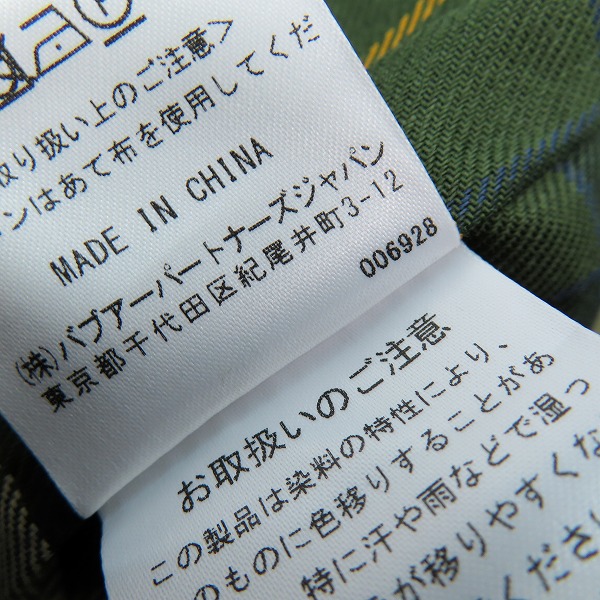 取り扱い上のご注意>
ンはあて布を使用してくだ
MADE IN CHINA
(株)バブアーパートナーズジャパン
東京都千代田区紀尾井町3-12
006928
お取扱いのご注意
この製品は染料の特性により、
のものに色移りすることがあ
特に汗や雨などで湿っ
が移りやすくな
ください